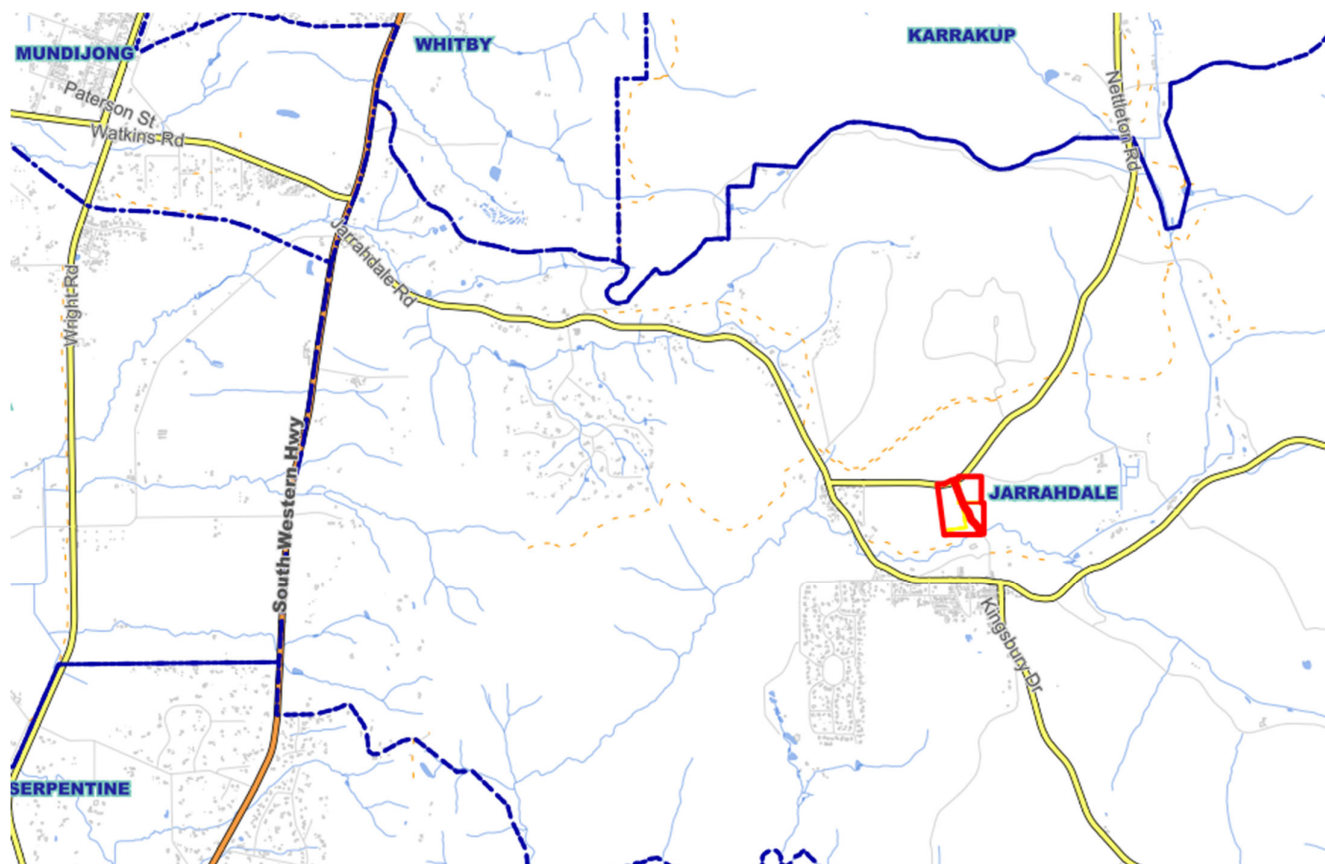 MUNDIJONG
WHITBY
KARRAKUP
Paterson St
Watkins Rd
Nettleton Rd
Jarrahdale Rd
Wright Rd
South Western Hwy
JARRAHDALE
Kingsbury Dr
SERPENTINE